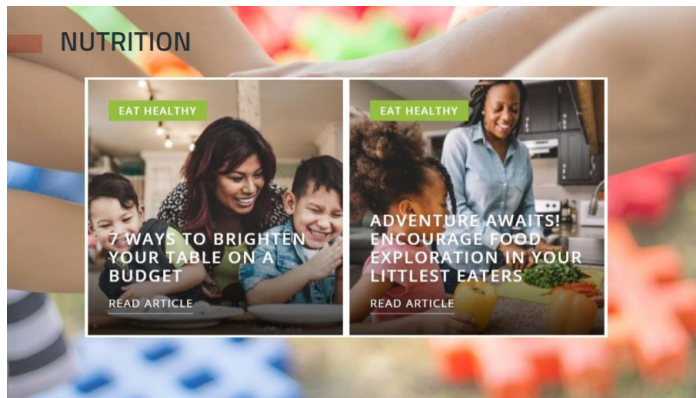 NUTRITION
EAT HEALTHY
7 WAYS TO BRIGHTEN
YOUR TABLE ON A
BUDGET
READ ARTICLE
EAT HEALTHY
ADVENTURE AWAITS!
ENCOURAGE FOOD
EXPLORATION IN YOUR
LITTLEST EATERS
READ ARTICLE